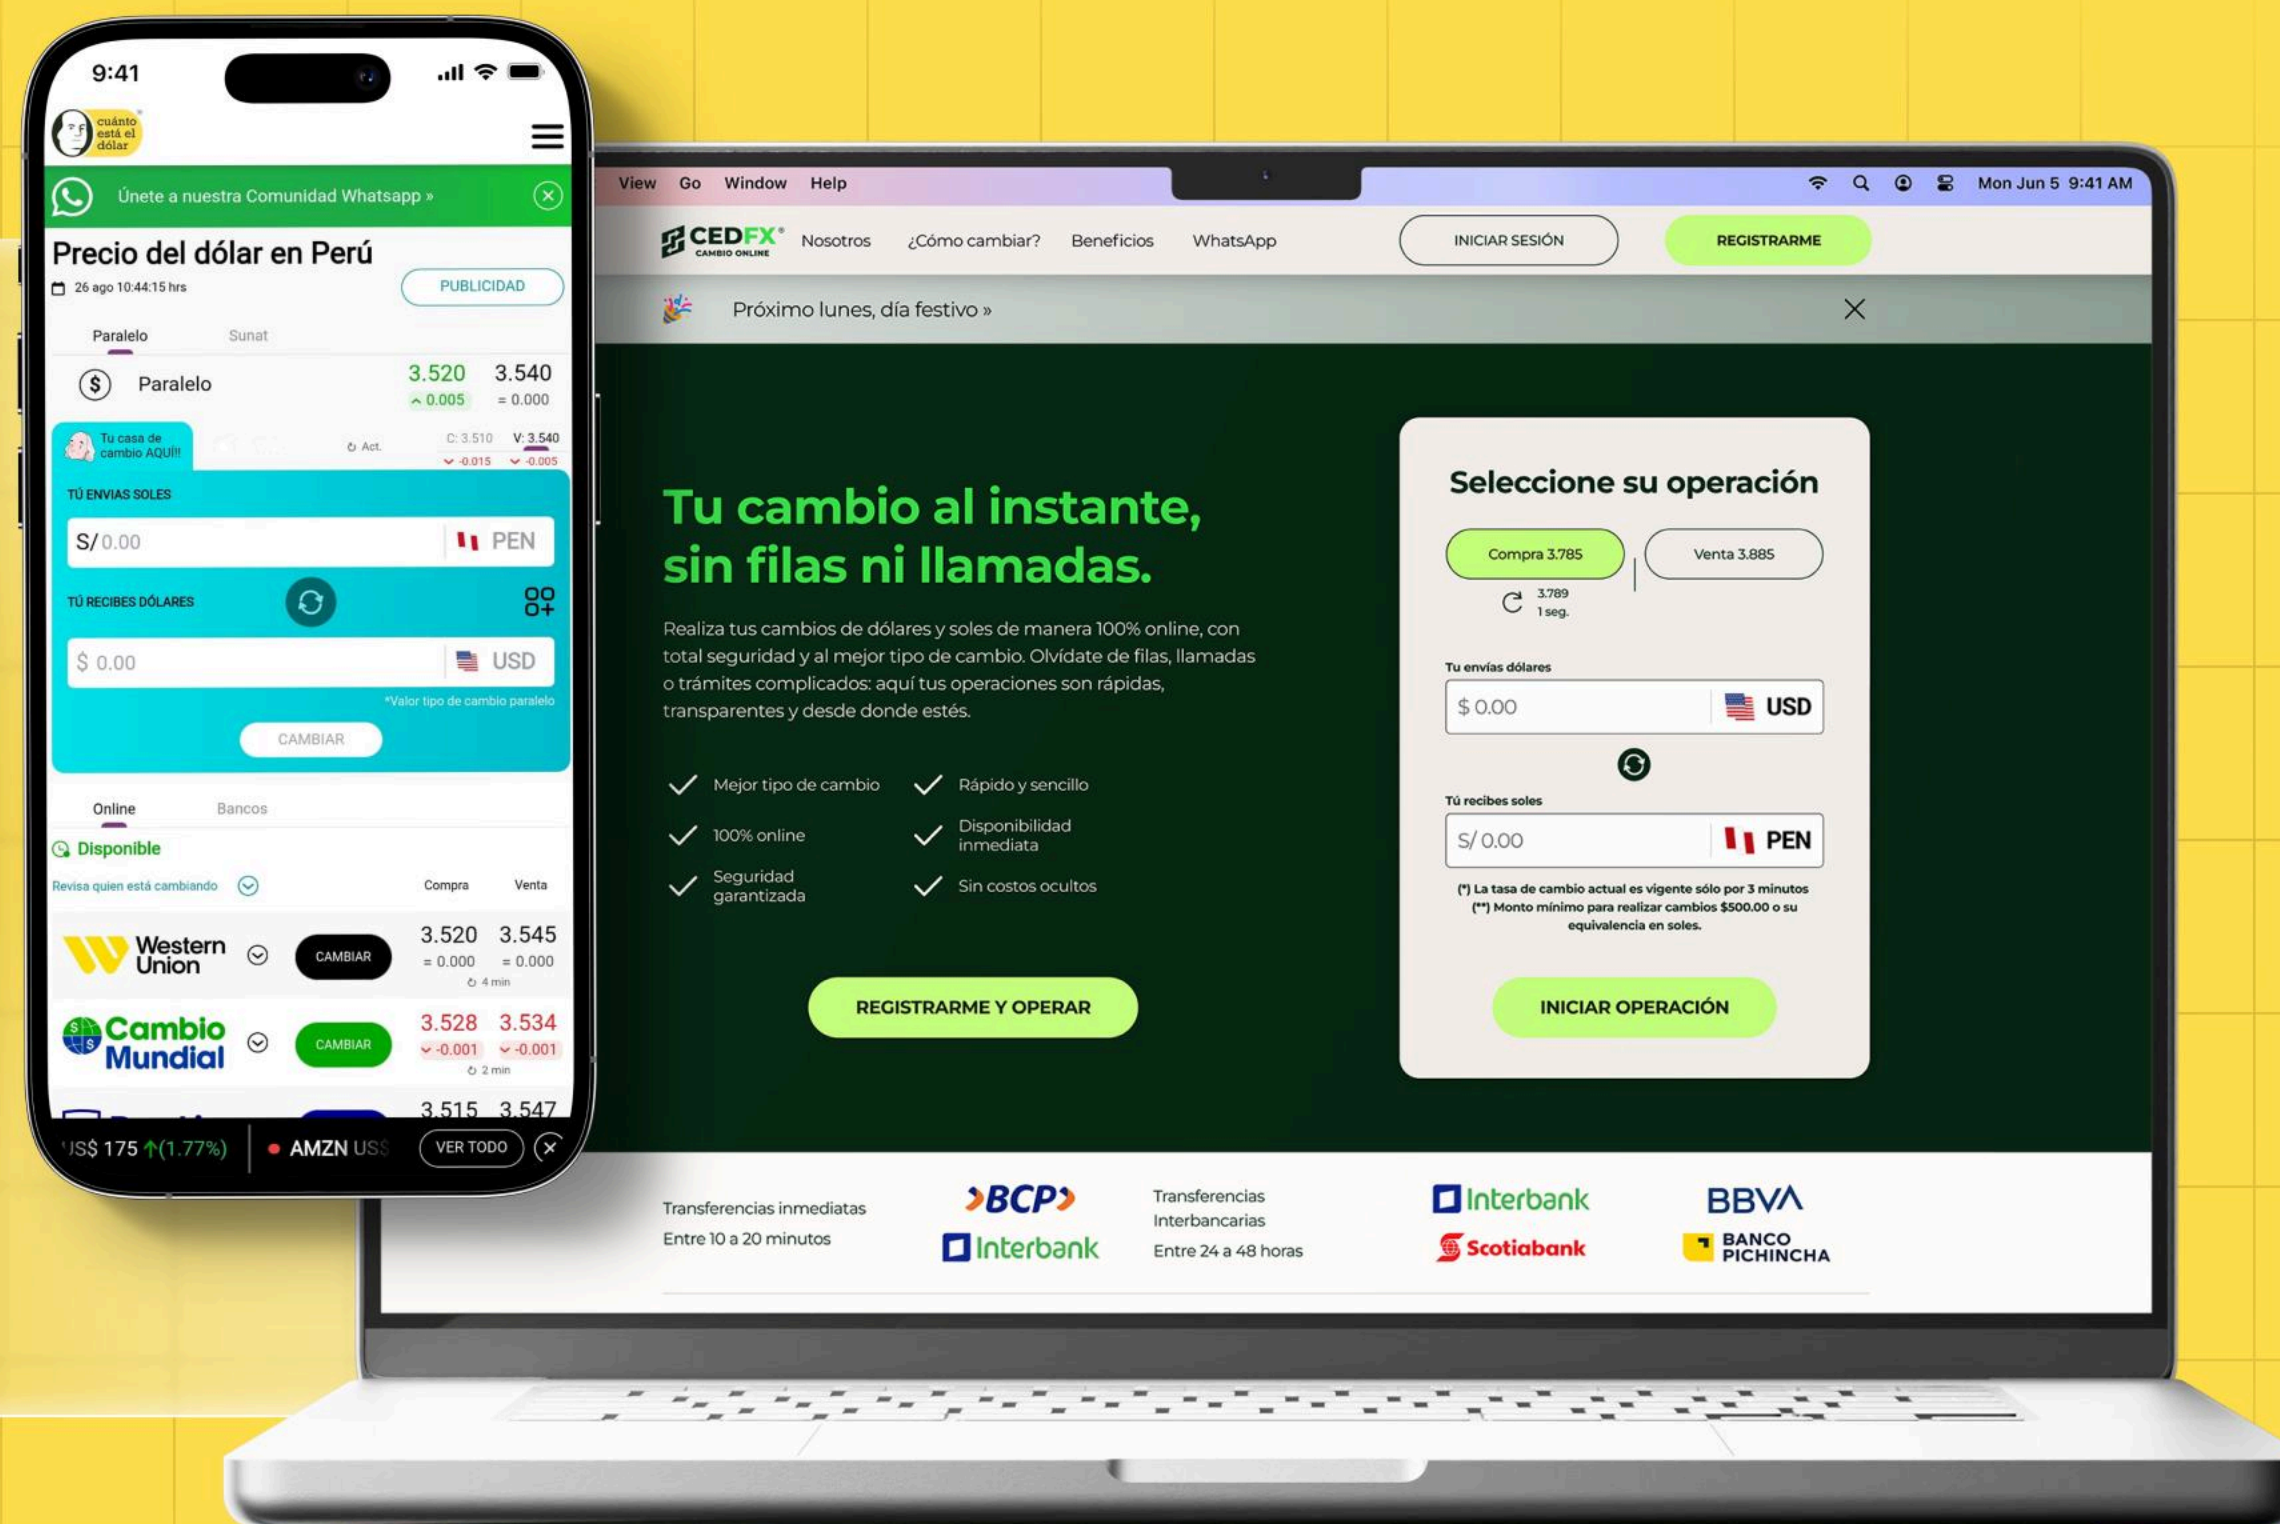 9:41
cuánto
está el
dólar
Únete a nuestra Comunidad Whatsapp »
Precio del dólar en Perú
26 ago 10:44:15 hrs
PUBLICIDAD
Paralelo Sunat
Paralelo 3.520 3.540
0.005 = 0.000
Tu casa de
cambio AQUÍ!!
Act.
C: 3.510 V: 3.540
-0.015 -0.005
TÚ ENVIAS SOLES
S/ 0.00 PEN
TÚ RECIBES DÓLARES
$ 0.00 USD
*Valor tipo de cambio paralelo
CAMBIAR
Online Bancos
Disponible
Revisa quien está cambiando Compra Venta
Western
Union
CAMBIAR
3.520 3.545
= 0.000 = 0.000
4 min
Cambio
Mundial
CAMBIAR
3.528 3.534
-0.001 -0.001
2 min
3.515 3.547
US$ 175 (1.77%) AMZN US$ VER TODO
View Go Window Help
Mon Jun 5 9:41 AM
CEDFX®
CAMBIO ONLINE
Nosotros ¿Cómo cambiar? Beneficios WhatsApp
INICIAR SESIÓN REGISTRARME
Próximo lunes, día festivo »
Tu cambio al instante,
sin filas ni llamadas.
Realiza tus cambios de dólares y soles de manera 100% online, con
total seguridad y al mejor tipo de cambio. Olvídate de filas, llamadas
o trámites complicados: aquí tus operaciones son rápidas,
transparentes y desde donde estés.
Mejor tipo de cambio Rápido y sencillo
100% online
Disponibilidad
inmediata
Seguridad
garantizada
Sin costos ocultos
REGISTRARME Y OPERAR
Seleccione su operación
Compra 3.785 Venta 3.885
3.789
1 seg.
Tu envías dólares
$ 0.00 USD
Tú recibes soles
S/ 0.00 PEN
(*) La tasa de cambio actual es vigente sólo por 3 minutos
(**) Monto mínimo para realizar cambios $500.00 o su
equivalencia en soles.
INICIAR OPERACIÓN
Transferencias inmediatas
Entre 10 a 20 minutos
BCP
Interbank
Transferencias
Interbancarias
Entre 24 a 48 horas
Interbank
Scotiabank
BBVA
BANCO
PICHINCHA